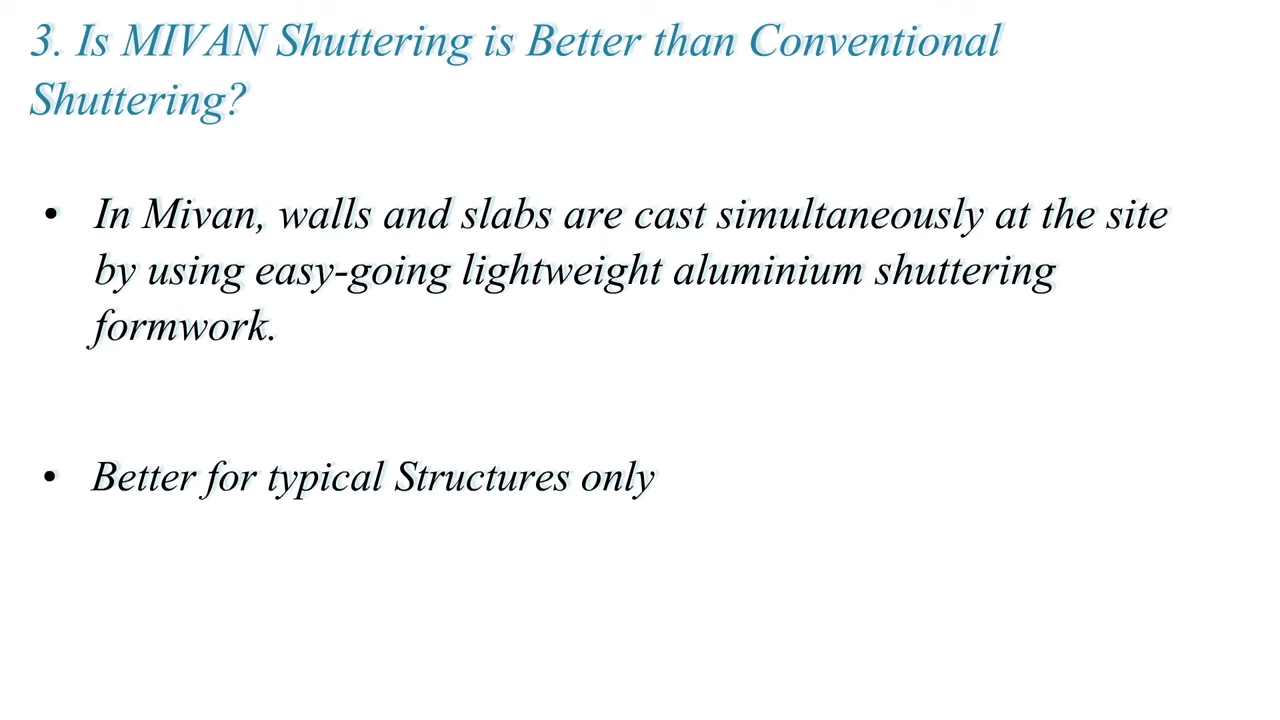 3. Is MIVAN Shuttering is Better than Conventional
Shuttering?
• In Mivan, walls and slabs are cast simultaneously at the site
by using easy-going lightweight aluminium shuttering
formwork.
• Better for typical Structures only